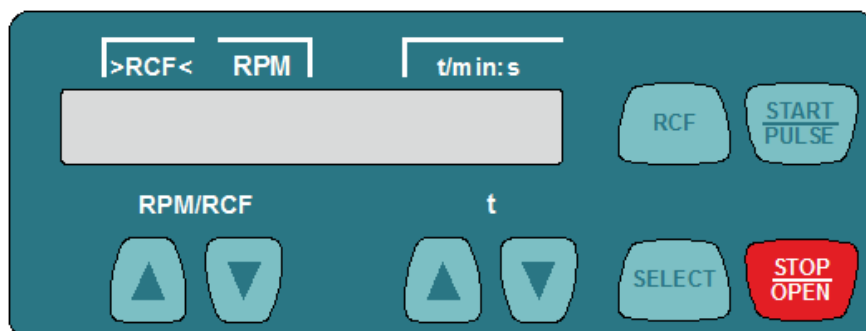 >RCF< RPM t/min:s
RCF
START
PULSE
RPM/RCF t
SELECT
STOP
OPEN